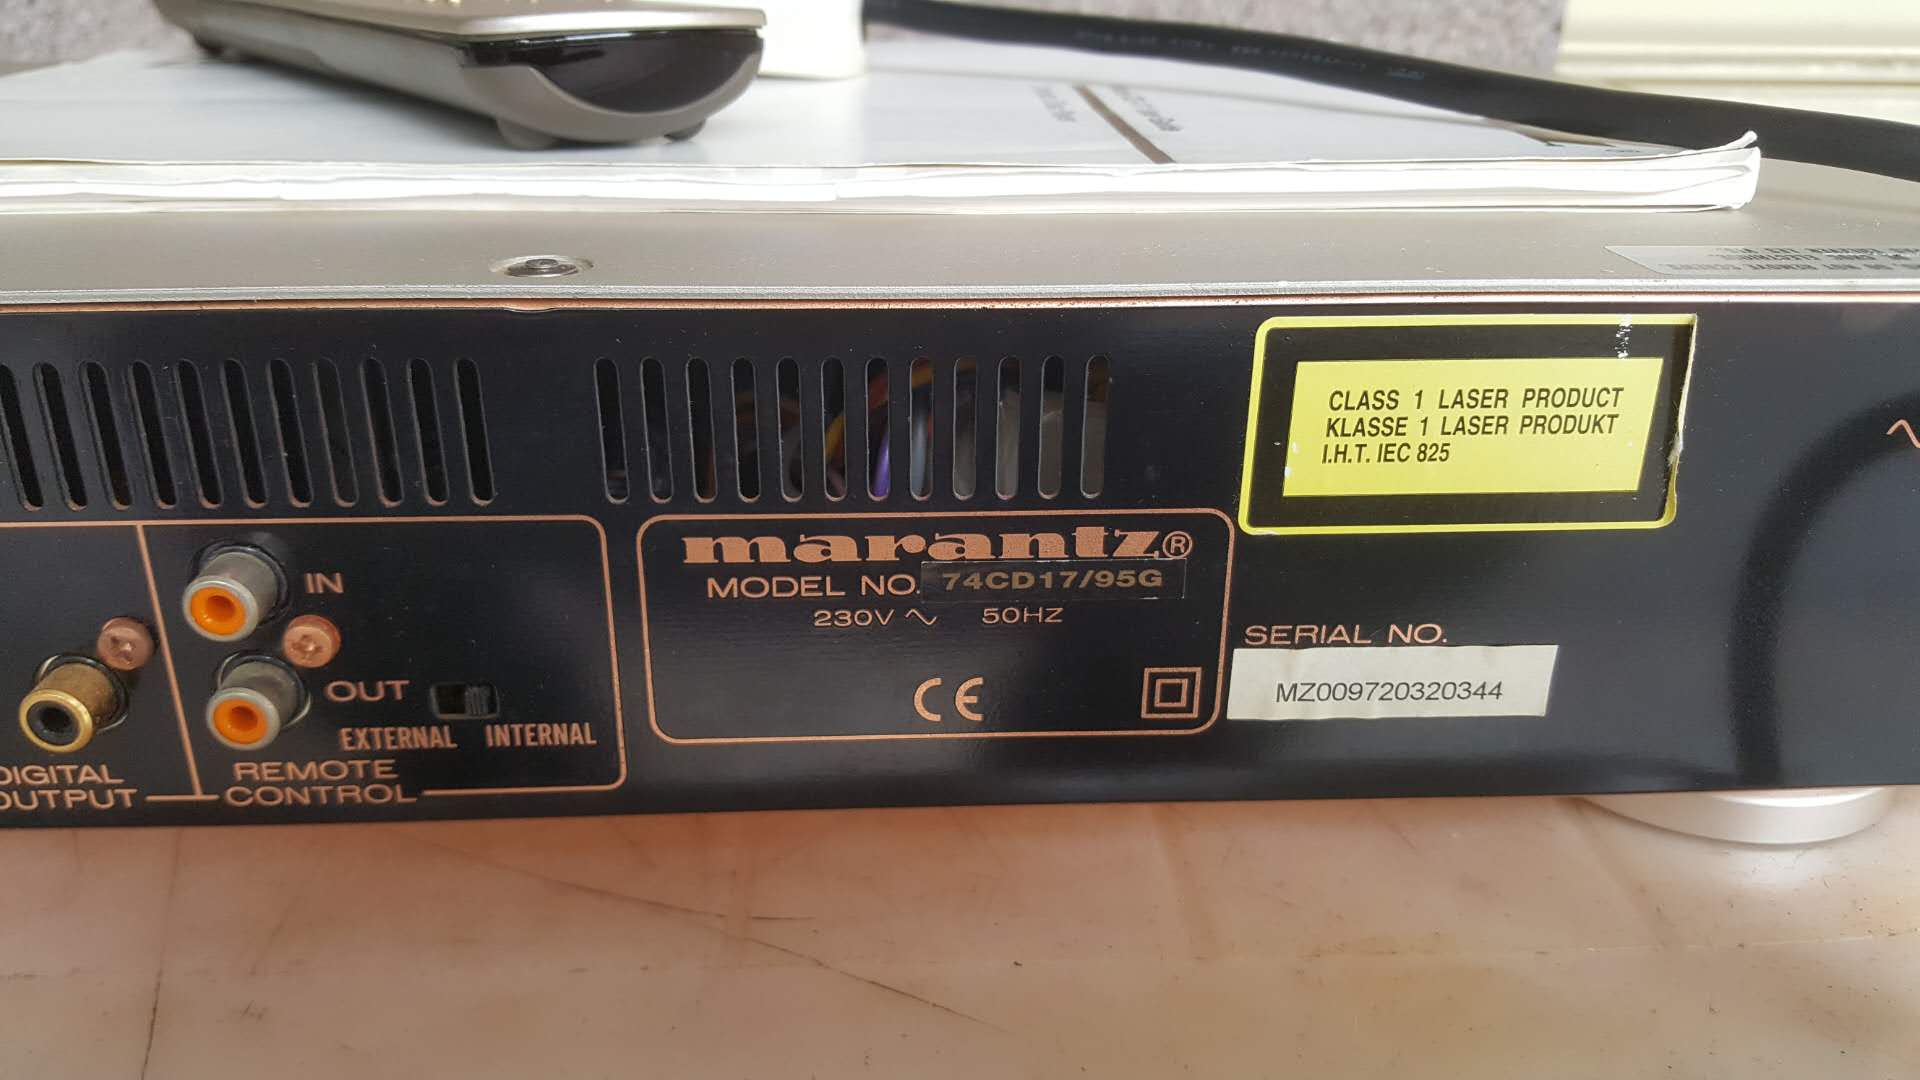 CLASS 1 LASER PRODUCT
KLASSE 1 LASER PRODUKT
I.H.T. IEC 825
marantz®
MODEL NO. 74CD17/95G
230V ∿ 50HZ
CE
SERIAL NO.
MZ009720320344
IN
OUT
EXTERNAL INTERNAL
DIGITAL
OUTPUT
REMOTE
CONTROL